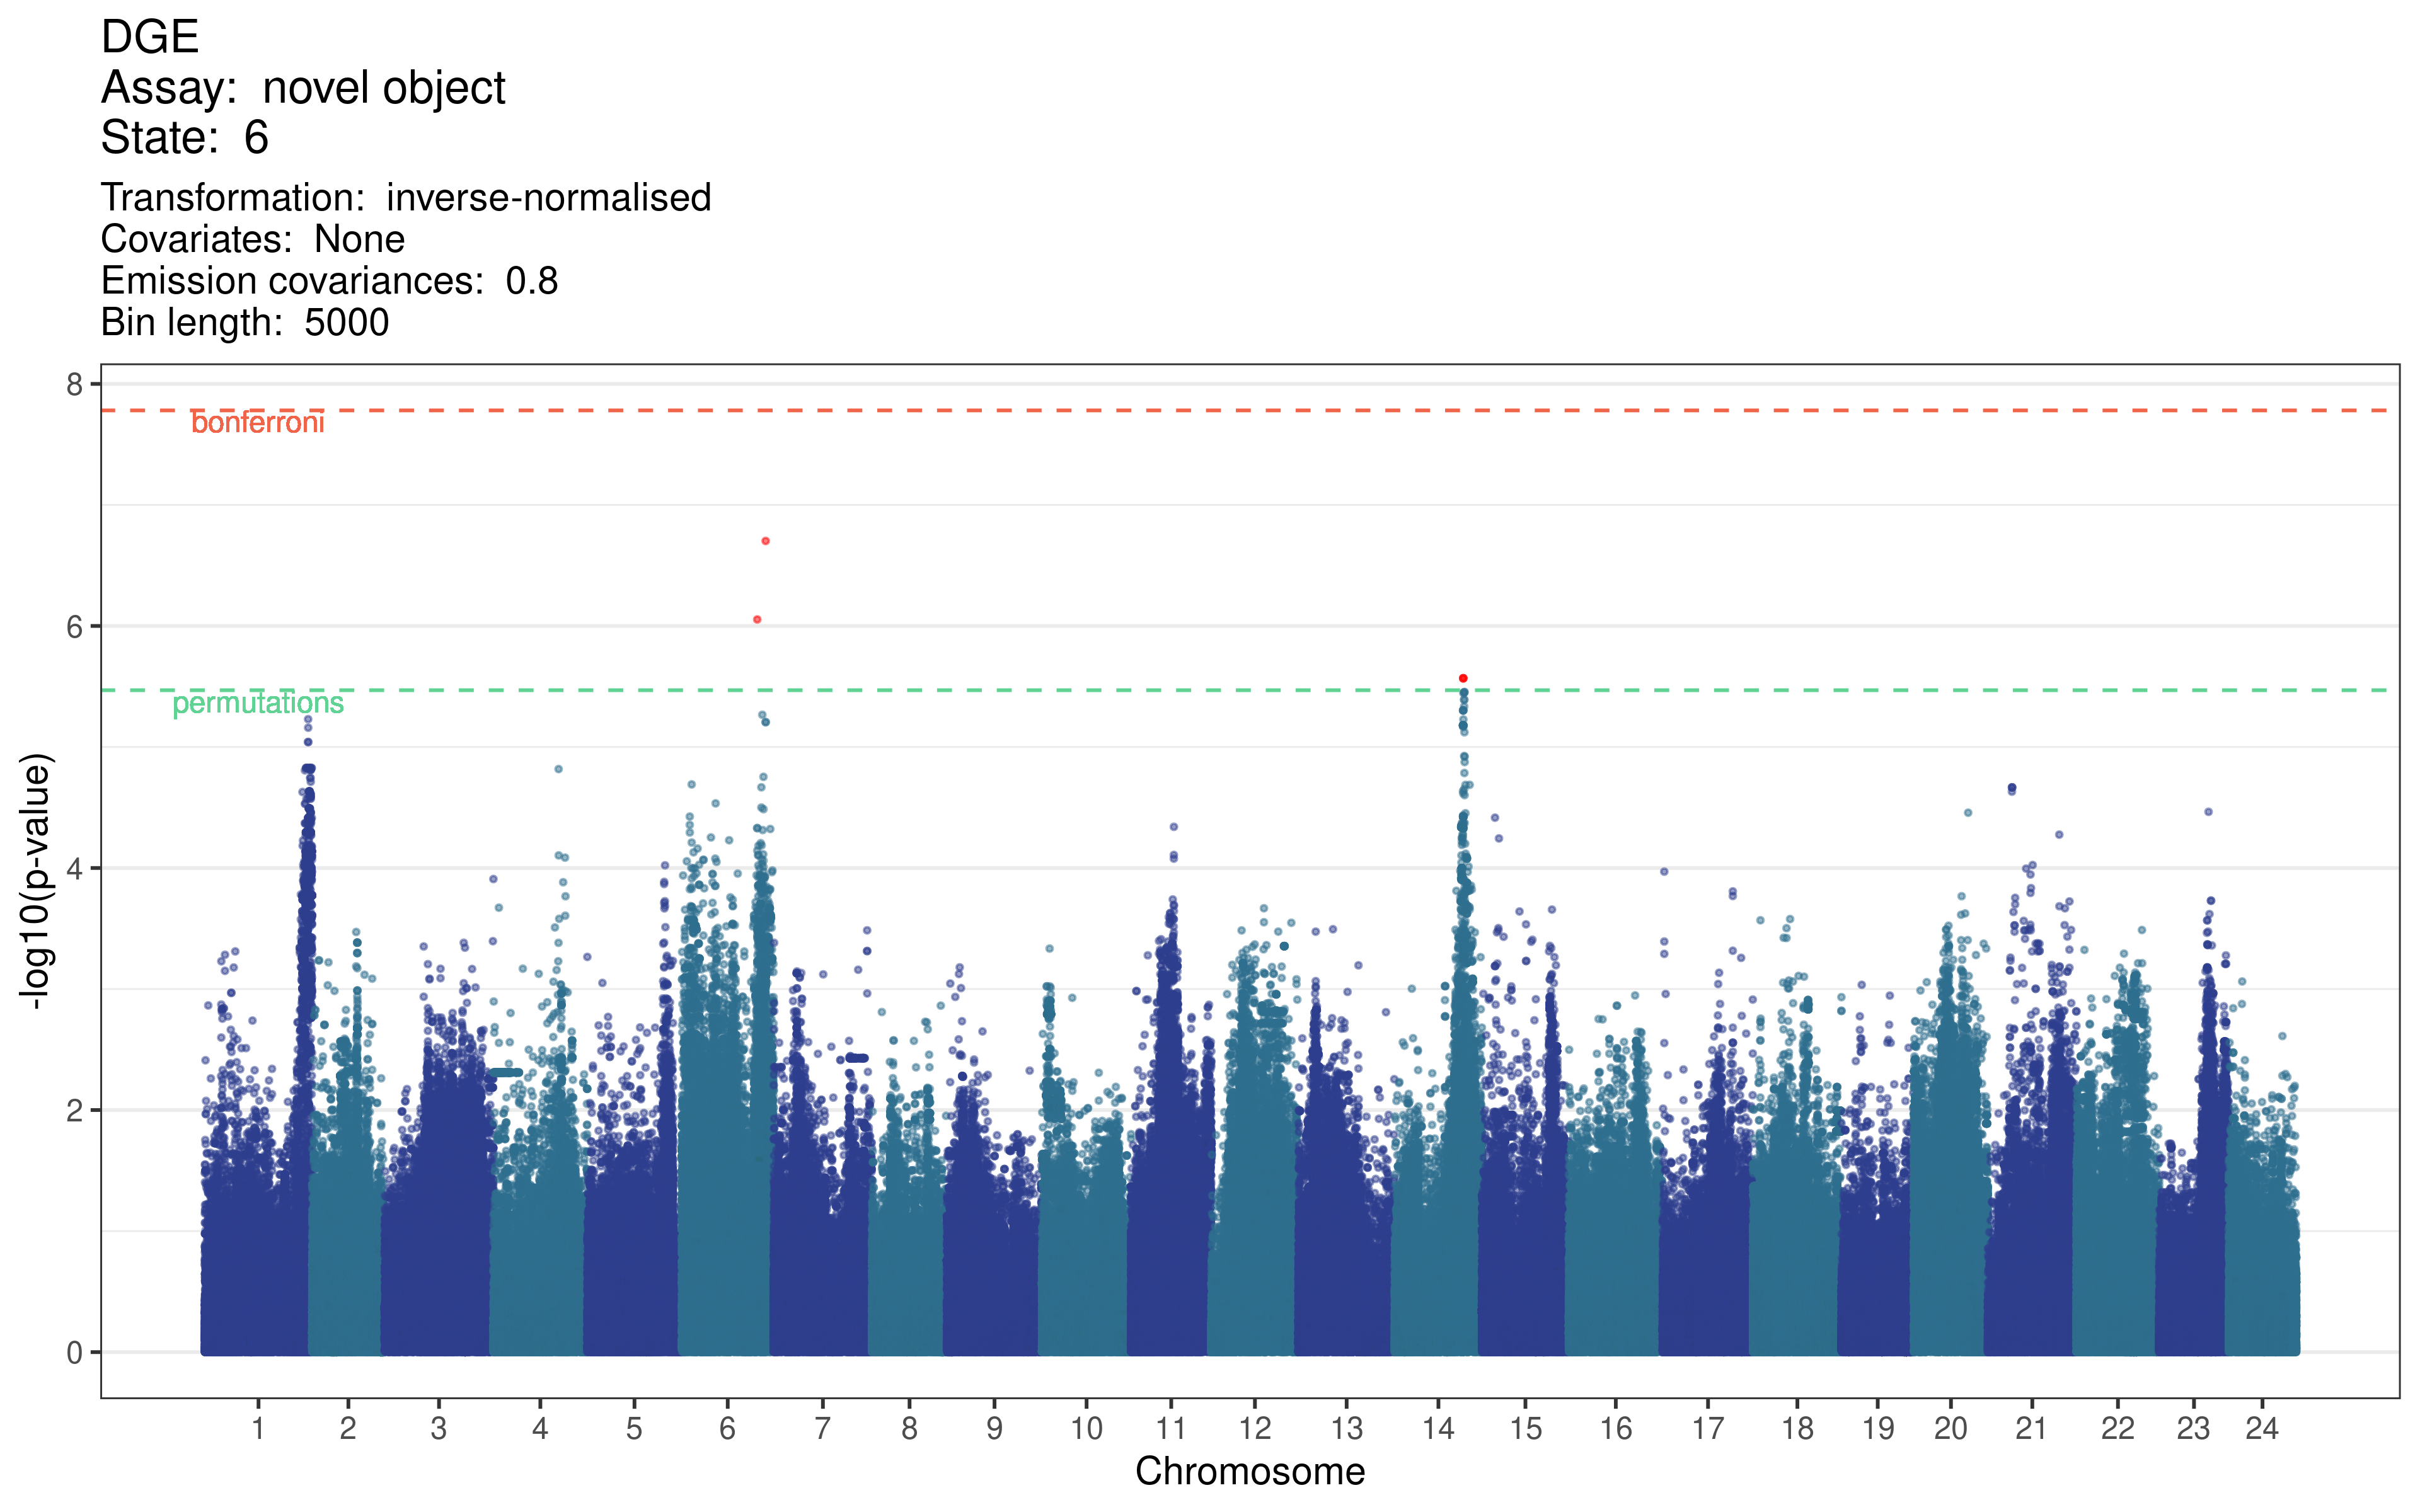 DGE
Assay: novel object
State: 6
Transformation: inverse-normalised
Covariates: None
Emission covariances: 0.8
Bin length: 5000
8
bonferroni
6
permutations
4
2
0
-log10(p-value)
1 2 3 4 5 6 7 8 9 10 11 12 13 14 15 16 17 18 19 20 21 22 23 24
Chromosome